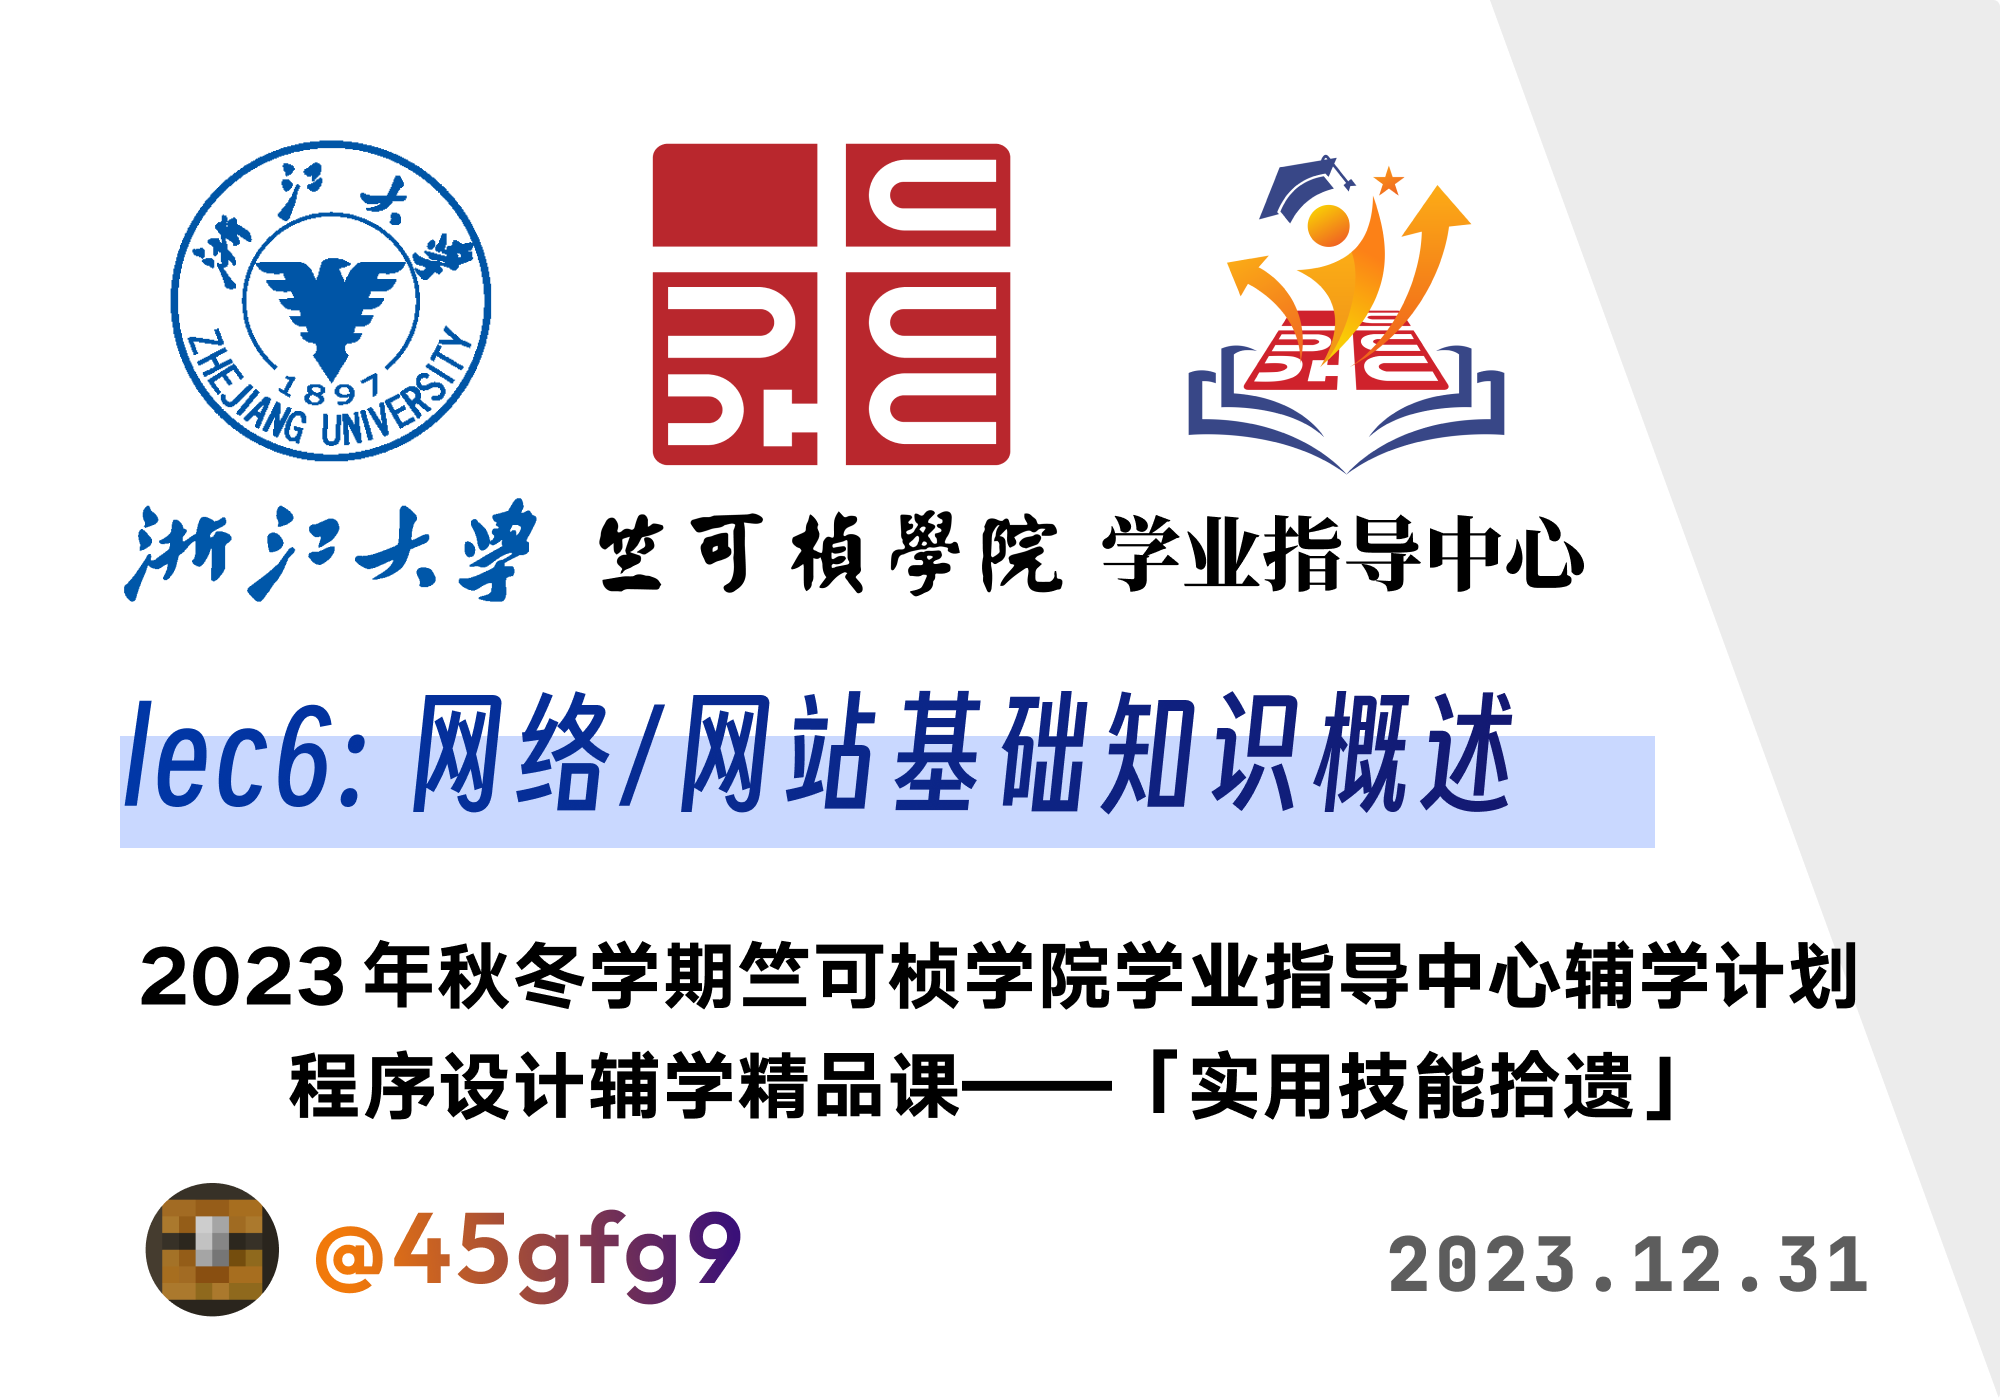 浙江大學
ZHEJIANG UNIVERSITY
1897
浙江大學 竺可桢學院 学业指导中心
lec6: 网络/网站基础知识概述
2023 年秋冬学期竺可桢学院学业指导中心辅学计划
程序设计辅学精品课——「实用技能拾遗」
@45gfg9
2023.12.31